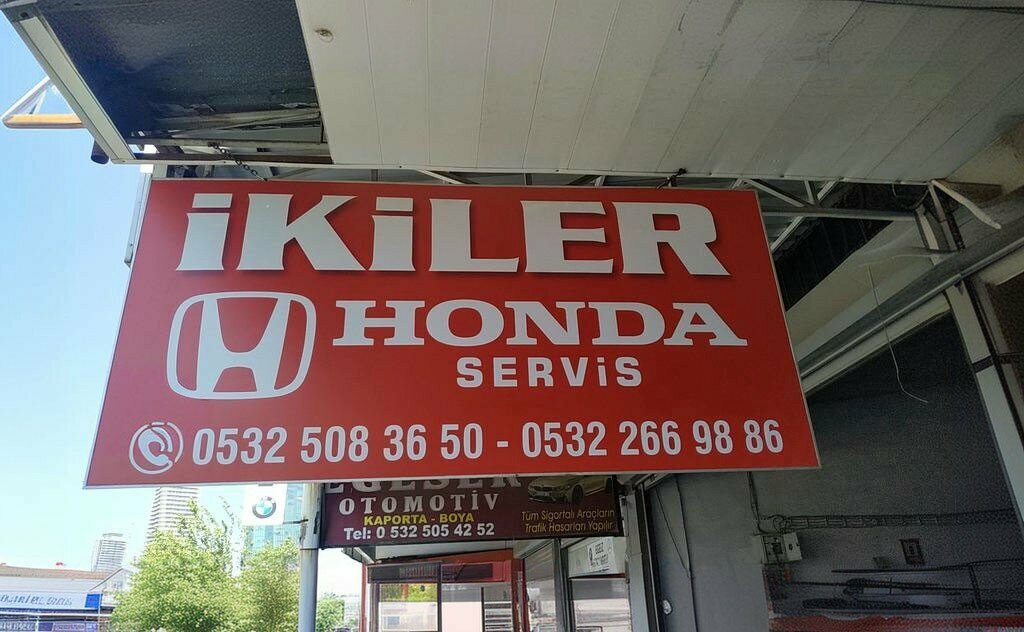 iKiLER
HONDA
SERViS
0532 508 36 50 - 0532 266 98 86
OTOMOTİV
KAPORTA - BOYA
Tel: 0 532 505 42 52
Tüm Sigortalı Araçların
Trafik Hasarları Yapılır